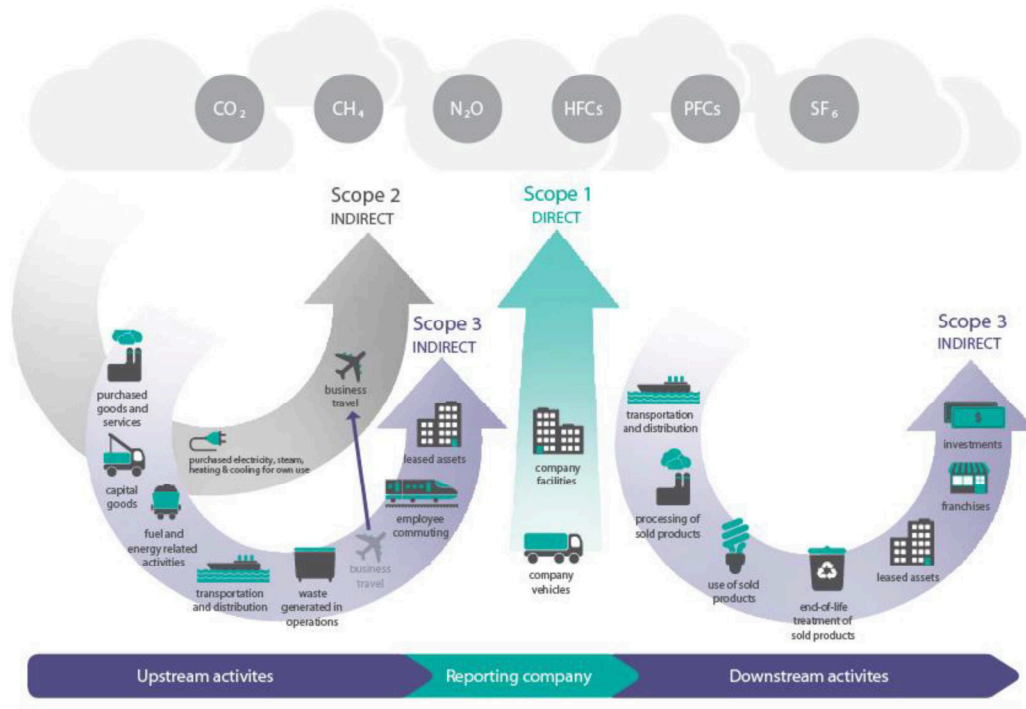 CO₂
CH₄
N₂O
HFCs
PFCs
SF₆
Scope 2
INDIRECT
Scope 1
DIRECT
Scope 3
INDIRECT
Scope 3
INDIRECT
purchased
goods and
services
capital
goods
fuel and
energy related
activities
purchased electricity, steam,
heating & cooling for own use
transportation
and distribution
waste
generated in
operations
business
travel
business
travel
employee
commuting
leased assets
company
facilities
company
vehicles
transportation
and distribution
processing of
sold products
use of sold
products
end-of-life
treatment of
sold products
leased assets
franchises
investments
$
Upstream activites
Reporting company
Downstream activites